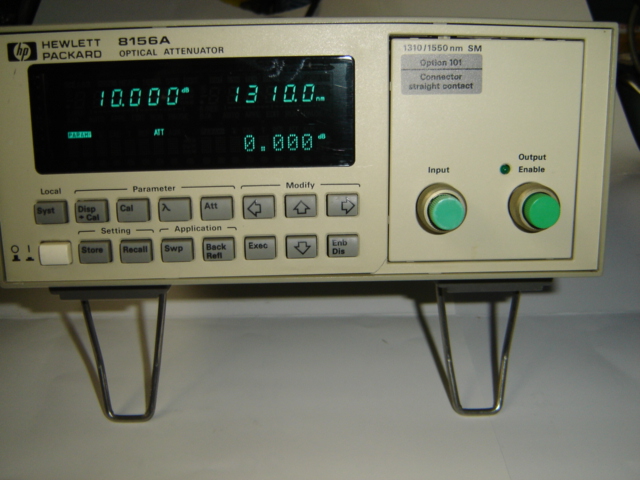 hp HEWLETT PACKARD
8156A
OPTICAL ATTENUATOR
1310/1550 nm SM
Option 101
Connector
straight contact
10.000 dB 1310.0 nm
PARAM ATT 0.000 dB
Input
Output
Enable
Local Parameter Modify
Syst
Disp
→ Cal
Cal
λ
Att
Setting Application
O I
Store
Recall
Swp
Back
Refl
Exec
Enb
Dis